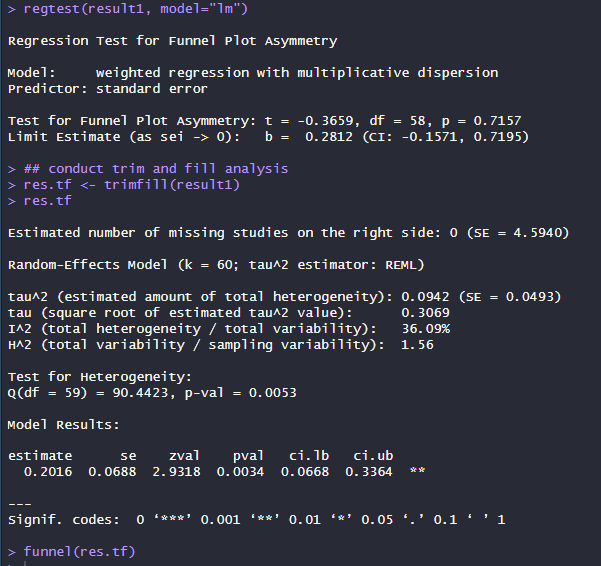 > regtest(result1, model="lm")
Regression Test for Funnel Plot Asymmetry
Model:     weighted regression with multiplicative dispersion
Predictor: standard error
Test for Funnel Plot Asymmetry: t = -0.3659, df = 58, p = 0.7157
Limit Estimate (as sei -> 0):   b =  0.2812 (CI: -0.1571, 0.7195)
> ## conduct trim and fill analysis
> res.tf <- trimfill(result1)
> res.tf
Estimated number of missing studies on the right side: 0 (SE = 4.5940)
Random-Effects Model (k = 60; tau^2 estimator: REML)
tau^2 (estimated amount of total heterogeneity): 0.0942 (SE = 0.0493)
tau (square root of estimated tau^2 value):      0.3069
I^2 (total heterogeneity / total variability):   36.09%
H^2 (total variability / sampling variability):  1.56
Test for Heterogeneity:
Q(df = 59) = 90.4423, p-val = 0.0053
Model Results:
estimate      se    zval    pval   ci.lb   ci.ub
  0.2016  0.0688  2.9318  0.0034  0.0668  0.3364  **
---
Signif. codes:  0 ‘***’ 0.001 ‘**’ 0.01 ‘*’ 0.05 ‘.’ 0.1 ‘ ’ 1
> funnel(res.tf)
>